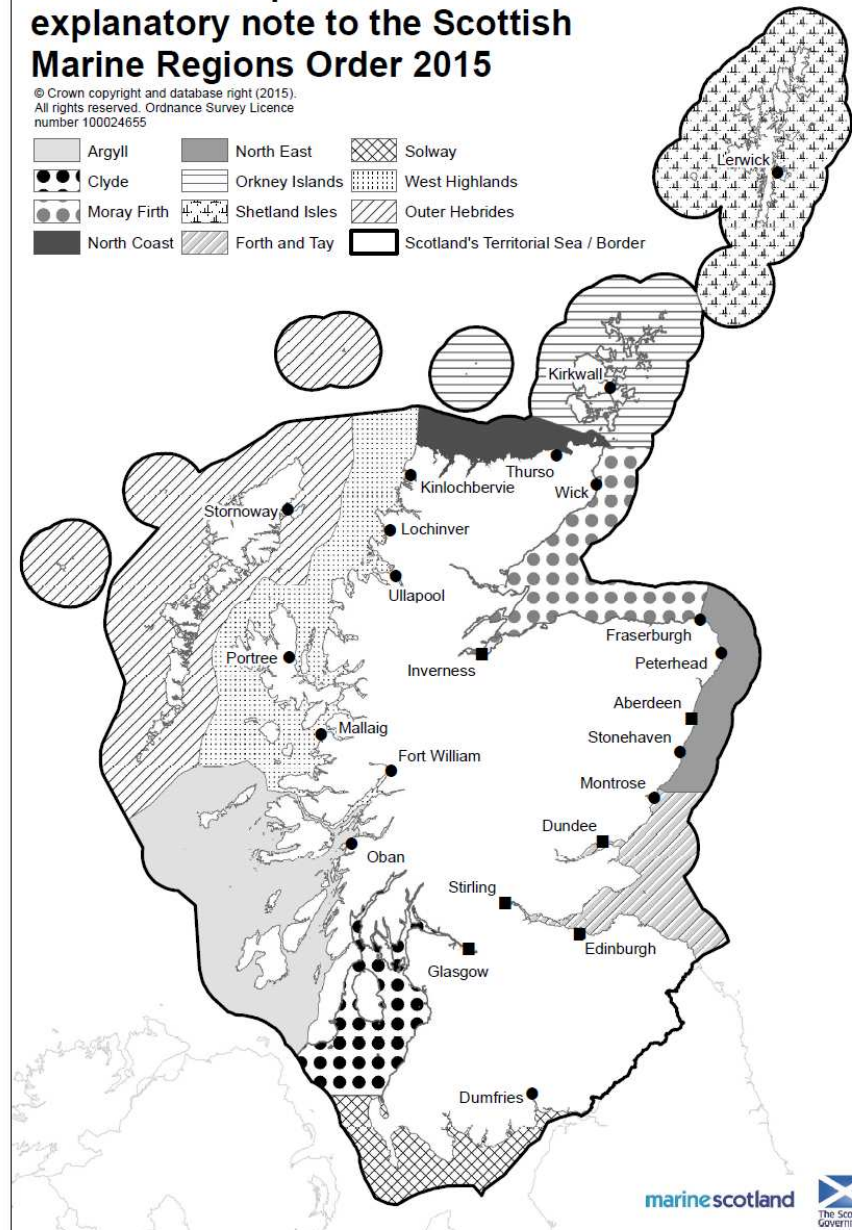 explanatory note to the Scottish
Marine Regions Order 2015
© Crown copyright and database right (2015).
All rights reserved. Ordnance Survey Licence
number 100024655
Argyll
North East
Solway
Clyde
Orkney Islands
West Highlands
Moray Firth
Shetland Isles
Outer Hebrides
North Coast
Forth and Tay
Scotland's Territorial Sea / Border
Lerwick
Kirkwall
Thurso
Kinlochbervie
Wick
Stornoway
Lochinver
Ullapool
Fraserburgh
Portree
Inverness
Peterhead
Aberdeen
Mallaig
Stonehaven
Fort William
Montrose
Dundee
Oban
Stirling
Edinburgh
Glasgow
Dumfries
marinescotland
The Sco
Govern